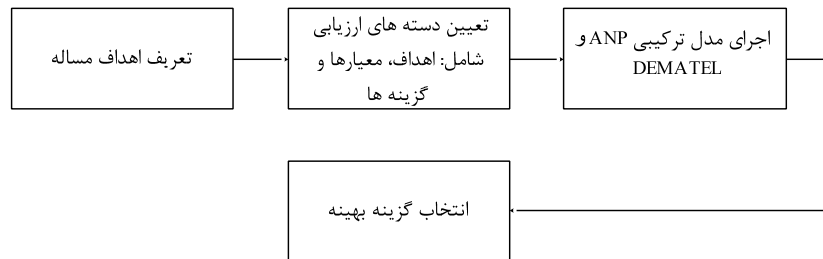 تعریف اهداف مساله
تعیین دسته های ارزیابی
شامل: اهداف، معیارها و
گزینه ها
اجرای مدل ترکیبی ANP و
DEMATEL
انتخاب گزینه بهینه